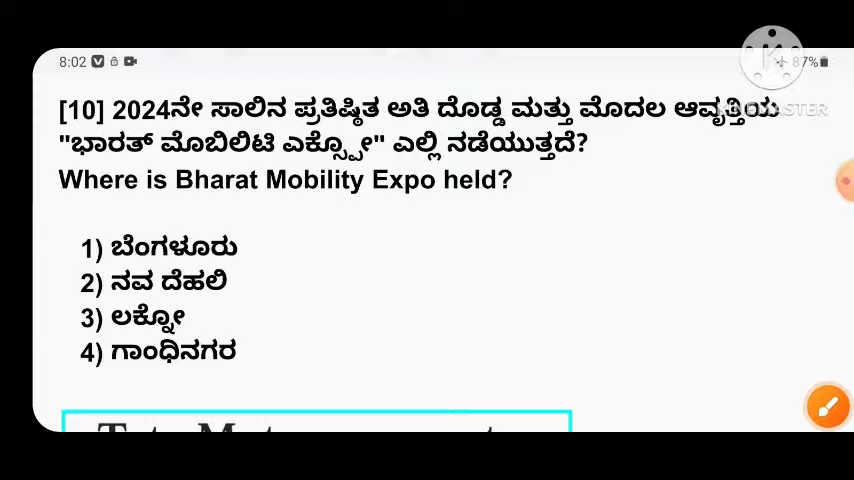 8:02
87%
KINEMASTER
[10] 2024ನೇ ಸಾಲಿನ ಪ್ರತಿಷ್ಠಿತ ಅತಿ ದೊಡ್ಡ ಮತ್ತು ಮೊದಲ ಆವೃತ್ತಿಯ
"ಭಾರತ್ ಮೊಬಿಲಿಟಿ ಎಕ್ಸ್ಪೋ" ಎಲ್ಲಿ ನಡೆಯುತ್ತದೆ?
Where is Bharat Mobility Expo held?
1) ಬೆಂಗಳೂರು
2) ನವ ದೆಹಲಿ
3) ಲಕ್ನೋ
4) ಗಾಂಧಿನಗರ